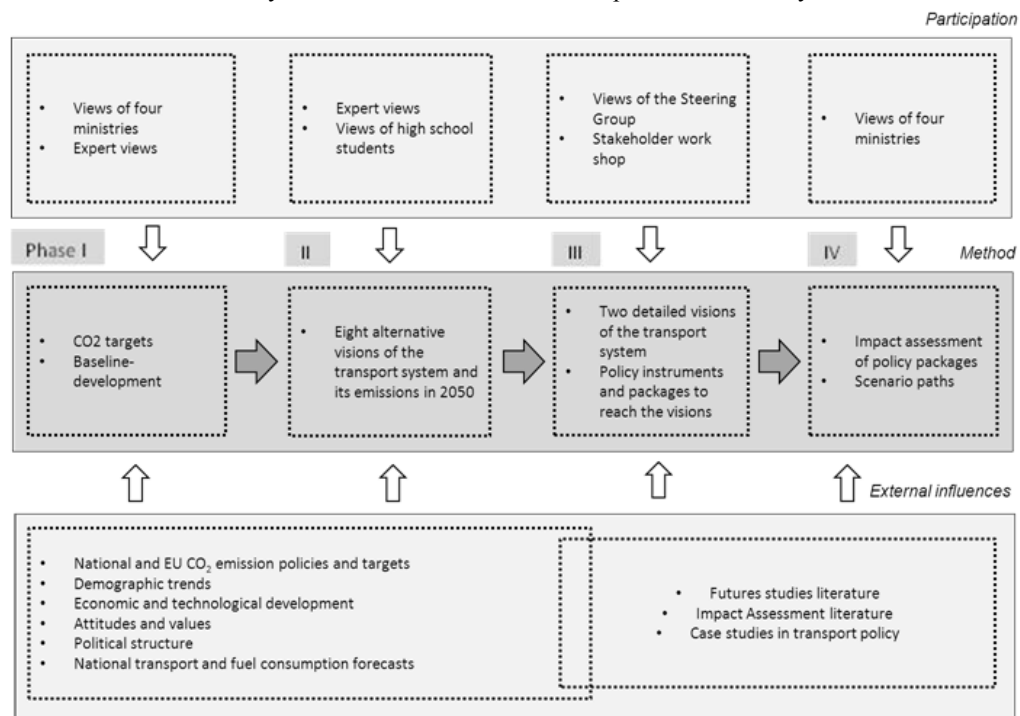 Participation
• Views of four
ministries
• Expert views
• Expert views
• Views of high school
students
• Views of the Steering
Group
• Stakeholder work
shop
• Views of four
ministries
Phase I
II
III
IV
Method
• CO2 targets
• Baseline-
development
• Eight alternative
visions of the
transport system and
its emissions in 2050
• Two detailed visions
of the transport
system
• Policy instruments
and packages to
reach the visions
• Impact assessment
of policy packages
• Scenario paths
External influences
• National and EU CO₂ emission policies and targets
• Demographic trends
• Economic and technological development
• Attitudes and values
• Political structure
• National transport and fuel consumption forecasts
• Futures studies literature
• Impact Assessment literature
• Case studies in transport policy